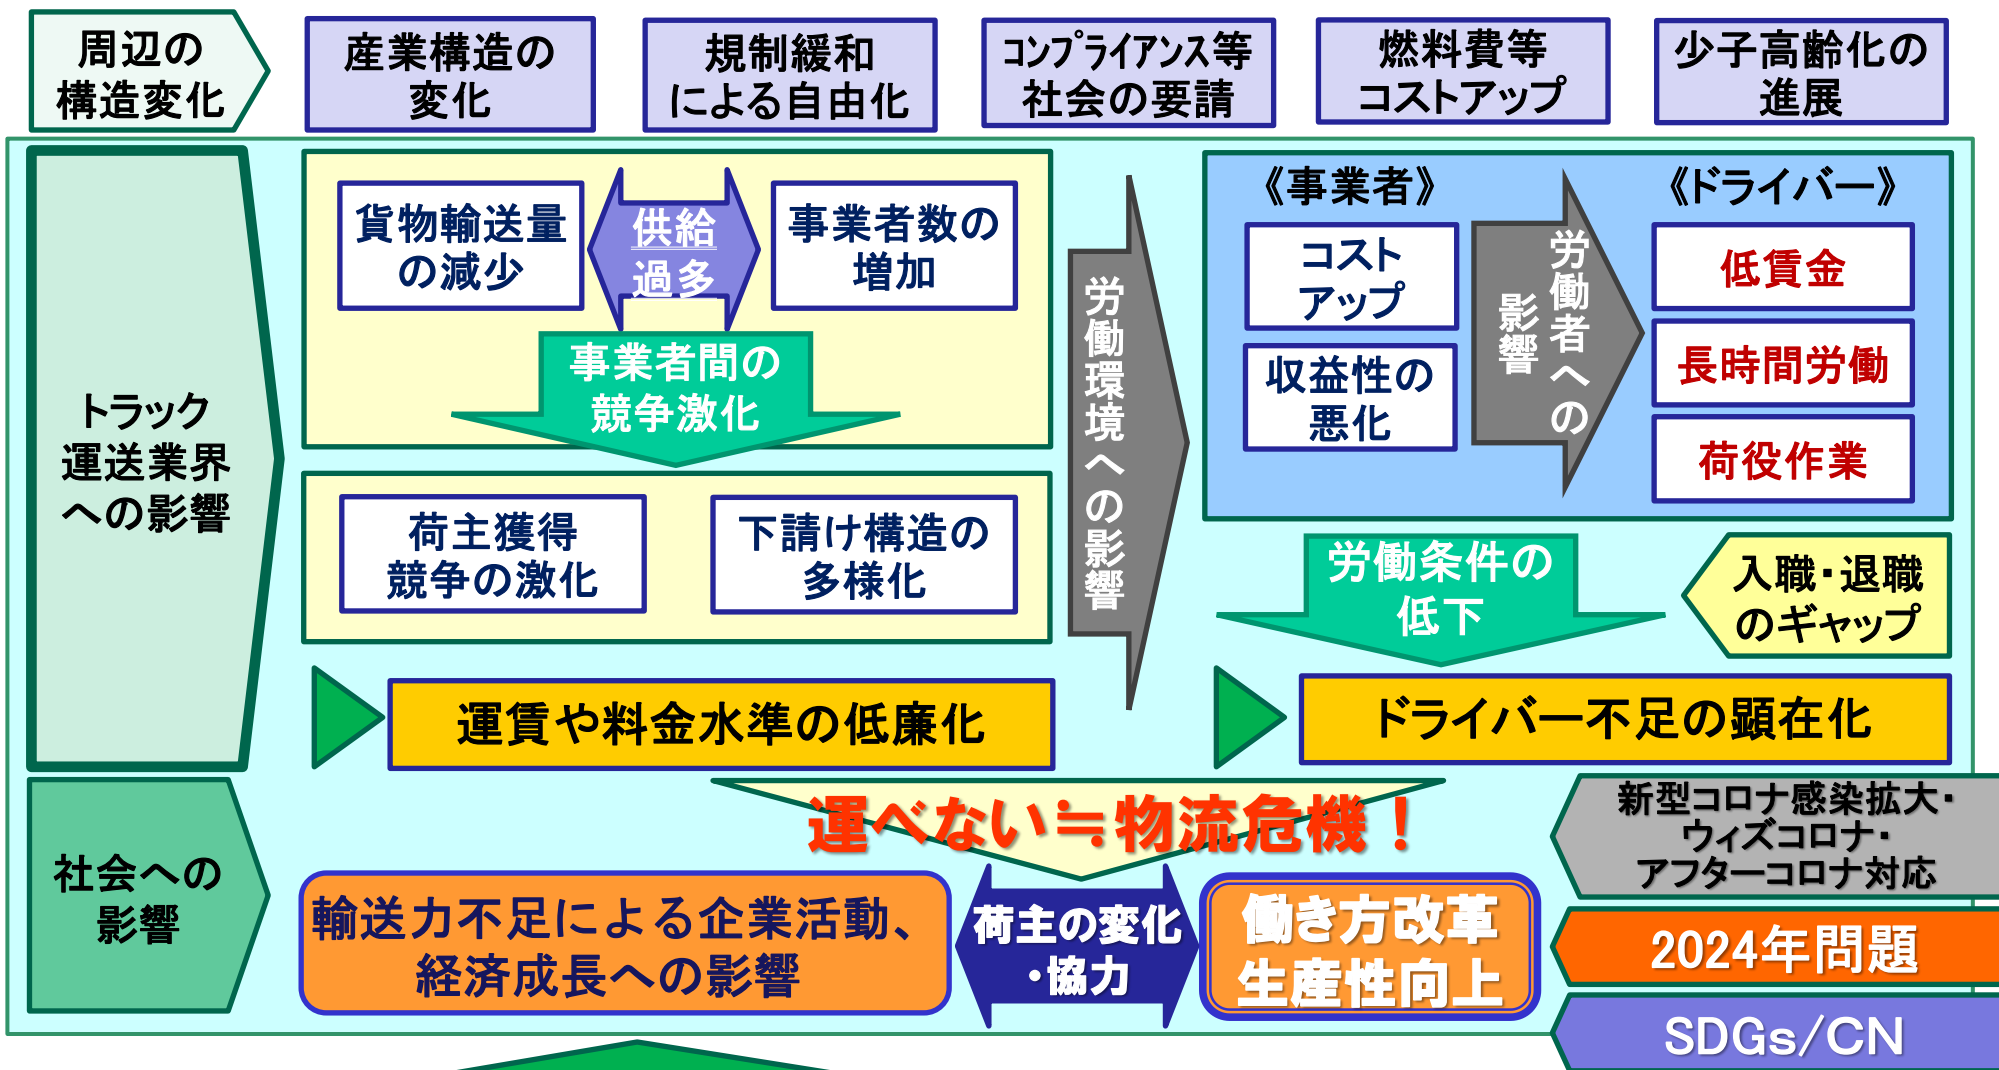 周辺の
構造変化
産業構造の
変化
規制緩和
による自由化
コンプライアンス等
社会の要請
燃料費等
コストアップ
少子高齢化の
進展
トラック
運送業界
への影響
貨物輸送量
の減少
供給
過多
事業者数の
増加
事業者間の
競争激化
荷主獲得
競争の激化
下請け構造の
多様化
運賃や料金水準の低廉化
労働環境への影響
《事業者》
コスト
アップ
収益性の
悪化
労働者への
影響
《ドライバー》
低賃金
長時間労働
荷役作業
労働条件の
低下
入職・退職
のギャップ
ドライバー不足の顕在化
社会への
影響
運べない≒物流危機！
輸送力不足による企業活動、
経済成長への影響
荷主の変化
・協力
働き方改革
生産性向上
新型コロナ感染拡大・
ウィズコロナ・
アフターコロナ対応
2024年問題
SDGs/CN